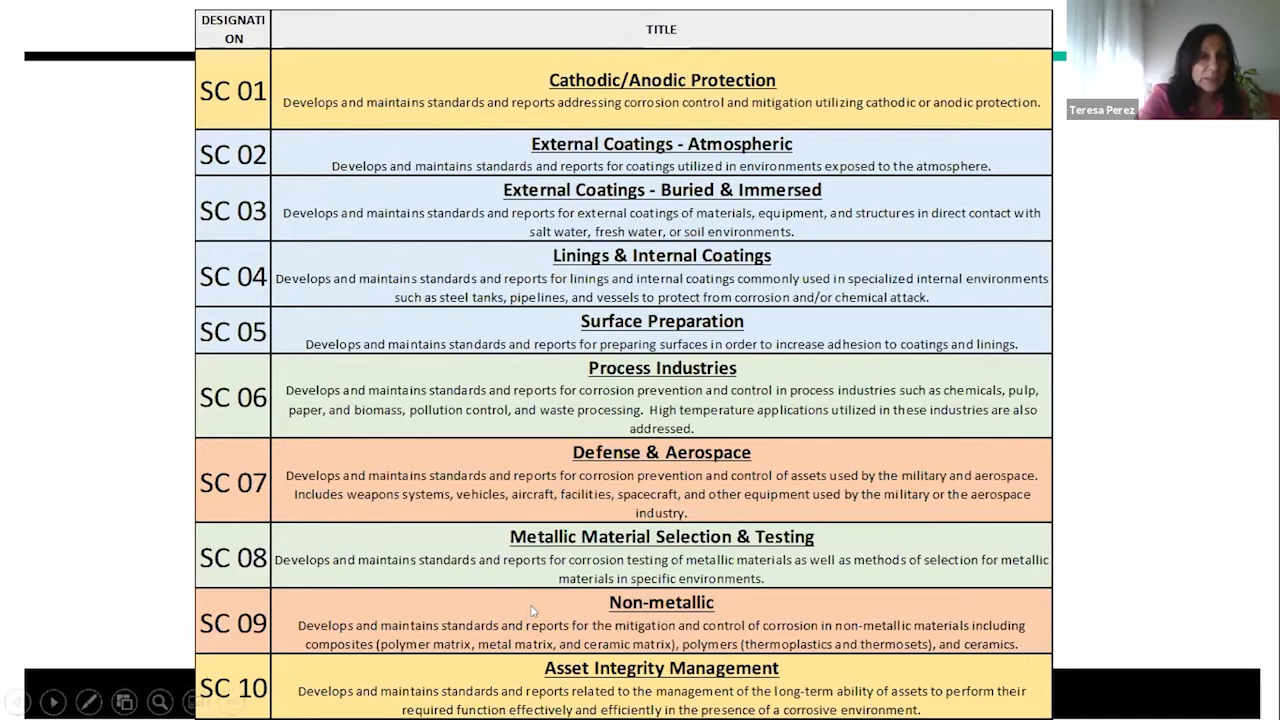 DESIGNATI
ON
TITLE
SC 01
Cathodic/Anodic Protection
Develops and maintains standards and reports addressing corrosion control and mitigation utilizing cathodic or anodic protection.
SC 02
External Coatings - Atmospheric
Develops and maintains standards and reports for coatings utilized in environments exposed to the atmosphere.
SC 03
External Coatings - Buried & Immersed
Develops and maintains standards and reports for external coatings of materials, equipment, and structures in direct contact with
salt water, fresh water, or soil environments.
SC 04
Linings & Internal Coatings
Develops and maintains standards and reports for linings and internal coatings commonly used in specialized internal environments
such as steel tanks, pipelines, and vessels to protect from corrosion and/or chemical attack.
SC 05
Surface Preparation
Develops and maintains standards and reports for preparing surfaces in order to increase adhesion to coatings and linings.
SC 06
Process Industries
Develops and maintains standards and reports for corrosion prevention and control in process industries such as chemicals, pulp,
paper, and biomass, pollution control, and waste processing. High temperature applications utilized in these industries are also
addressed.
SC 07
Defense & Aerospace
Develops and maintains standards and reports for corrosion prevention and control of assets used by the military and aerospace.
Includes weapons systems, vehicles, aircraft, facilities, spacecraft, and other equipment used by the military or the aerospace
industry.
SC 08
Metallic Material Selection & Testing
Develops and maintains standards and reports for corrosion testing of metallic materials as well as methods of selection for metallic
materials in specific environments.
SC 09
Non-metallic
Develops and maintains standards and reports for the mitigation and control of corrosion in non-metallic materials including
composites (polymer matrix, metal matrix, and ceramic matrix), polymers (thermoplastics and thermosets), and ceramics.
SC 10
Asset Integrity Management
Develops and maintains standards and reports related to the management of the long-term ability of assets to perform their
required function effectively and efficiently in the presence of a corrosive environment.
Teresa Perez